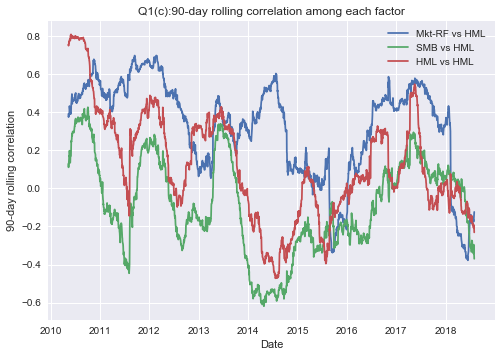 Q1(c):90-day rolling correlation among each factor
Mkt-RF vs HML
SMB vs HML
HML vs HML
90-day rolling correlation
0.8
0.6
0.4
0.2
0.0
−0.2
−0.4
−0.6
2010 2011 2012 2013 2014 2015 2016 2017 2018
Date